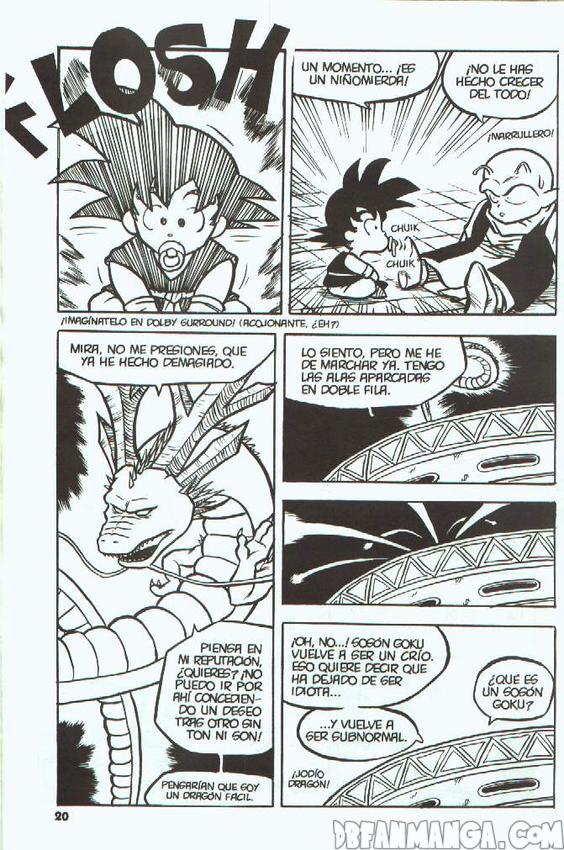 FLOSH
UN MOMENTO... ¡ES
UN NIÑOMIERDA!
¡NO LE HAS
HECHO CRECER
DEL TODO!
¡MARRULLERO!
CHUIK
CHUIK
¡IMAGÍNATELO EN DOLBY SURROUND! (ACOJONANTE, ¿EH?)
MIRA, NO ME PRESIONES, QUE
YA HE HECHO DEMASIADO.
PIENSA EN
MI REPUTACIÓN,
¿QUIERES? ¡NO
PUEDO IR POR
AHÍ CONCEDIEN-
DO UN DESEO
TRAS OTRO SIN
TON NI SON!
PENSARÍAN QUE SOY
UN DRAGÓN FÁCIL.
LO SIENTO, PERO ME HE
DE MARCHAR YA. TENGO
LAS ALAS APARCADAS
EN DOBLE FILA.
¡OH, NO...! SOSÓN GOKU
VUELVE A SER UN CRÍO.
ESO QUIERE DECIR QUE
HA DEJADO DE SER
IDIOTA...
...Y VUELVE A
SER SUBNORMAL.
¿QUÉ ES
UN SOSÓN
GOKU?
¡JODÍO
DRAGÓN!
20
DBFANMANGA.COM